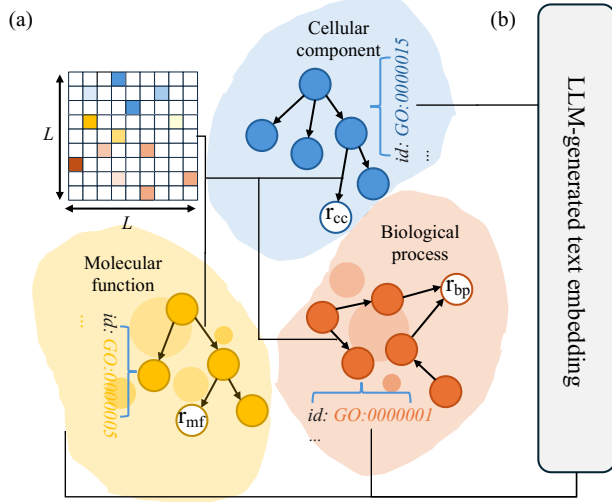 (a)
(b)
Cellular
component
id: GO:0000015
...
L
L
r_cc
Molecular
function
id: GO:0000005
...
r_mf
Biological
process
r_bp
id: GO:0000001
...
LLM-generated text embedding